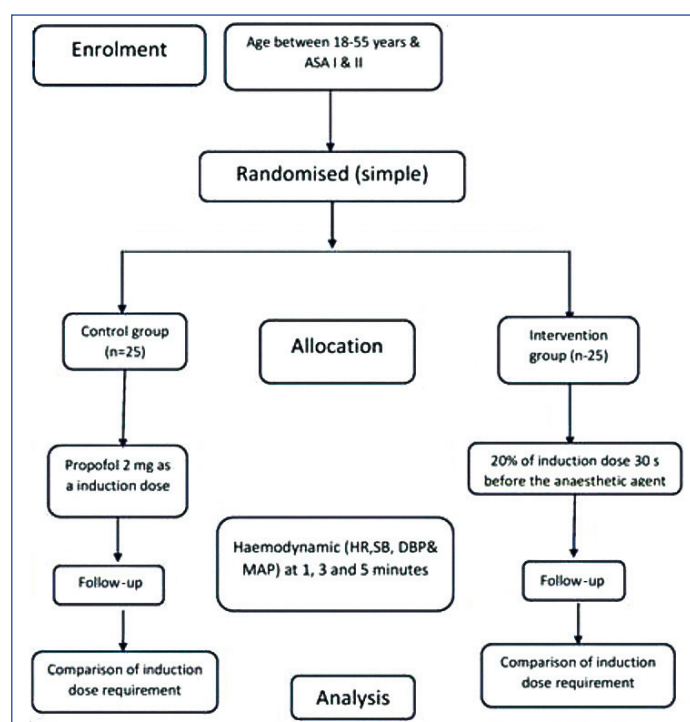 Enrolment
Age between 18-55 years &
ASA I & II
Randomised (simple)
Control group
(n=25)
Allocation
Intervention
group (n-25)
Propofol 2 mg as
a induction dose
20% of induction dose 30 s
before the anaesthetic agent
Haemodynamic (HR,SB, DBP&
MAP) at 1, 3 and 5 minutes
Follow-up
Follow-up
Comparison of induction
dose requirement
Comparison of induction
dose requirement
Analysis